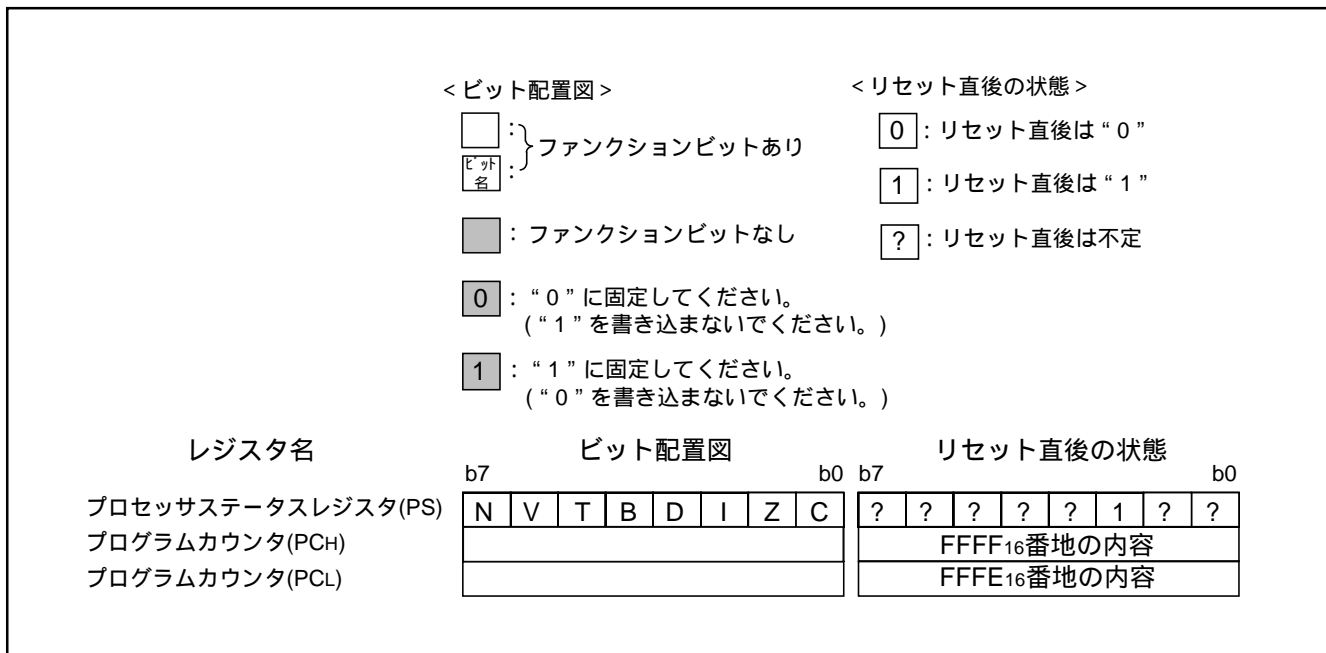 <ビット配置図>
:
ビット名
:
ファンクションビットあり
: ファンクションビットなし
0 : “0”に固定してください。
(“1”を書き込まないでください。)
1 : “1”に固定してください。
(“0”を書き込まないでください。)
<リセット直後の状態>
0 : リセット直後は“0”
1 : リセット直後は“1”
? : リセット直後は不定
レジスタ名 ビット配置図 リセット直後の状態
b7 b0 b7 b0
プロセッサステータスレジスタ(PS) N V T B D I Z C ? ? ? ? ? 1 ? ?
プログラムカウンタ(PCH) FFFF16番地の内容
プログラムカウンタ(PCL) FFFE16番地の内容